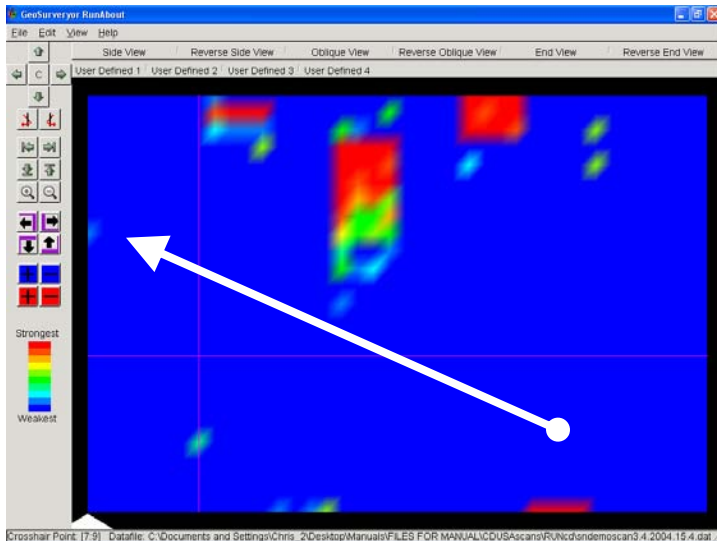 GeoSurveryor RunAbout
File Edit View Help
Side View Reverse Side View Oblique View Reverse Oblique View End View Reverse End View
C User Defined 1 User Defined 2 User Defined 3 User Defined 4
Strongest
Weakest
Crosshair Point: [7:9] Datafile: C:\Documents and Settings\Chris_2\Desktop\Manuals\FILES FOR MANUAL\CDUSAscans\RUNcd\sndemoscan3.4.2004.15.4.dat